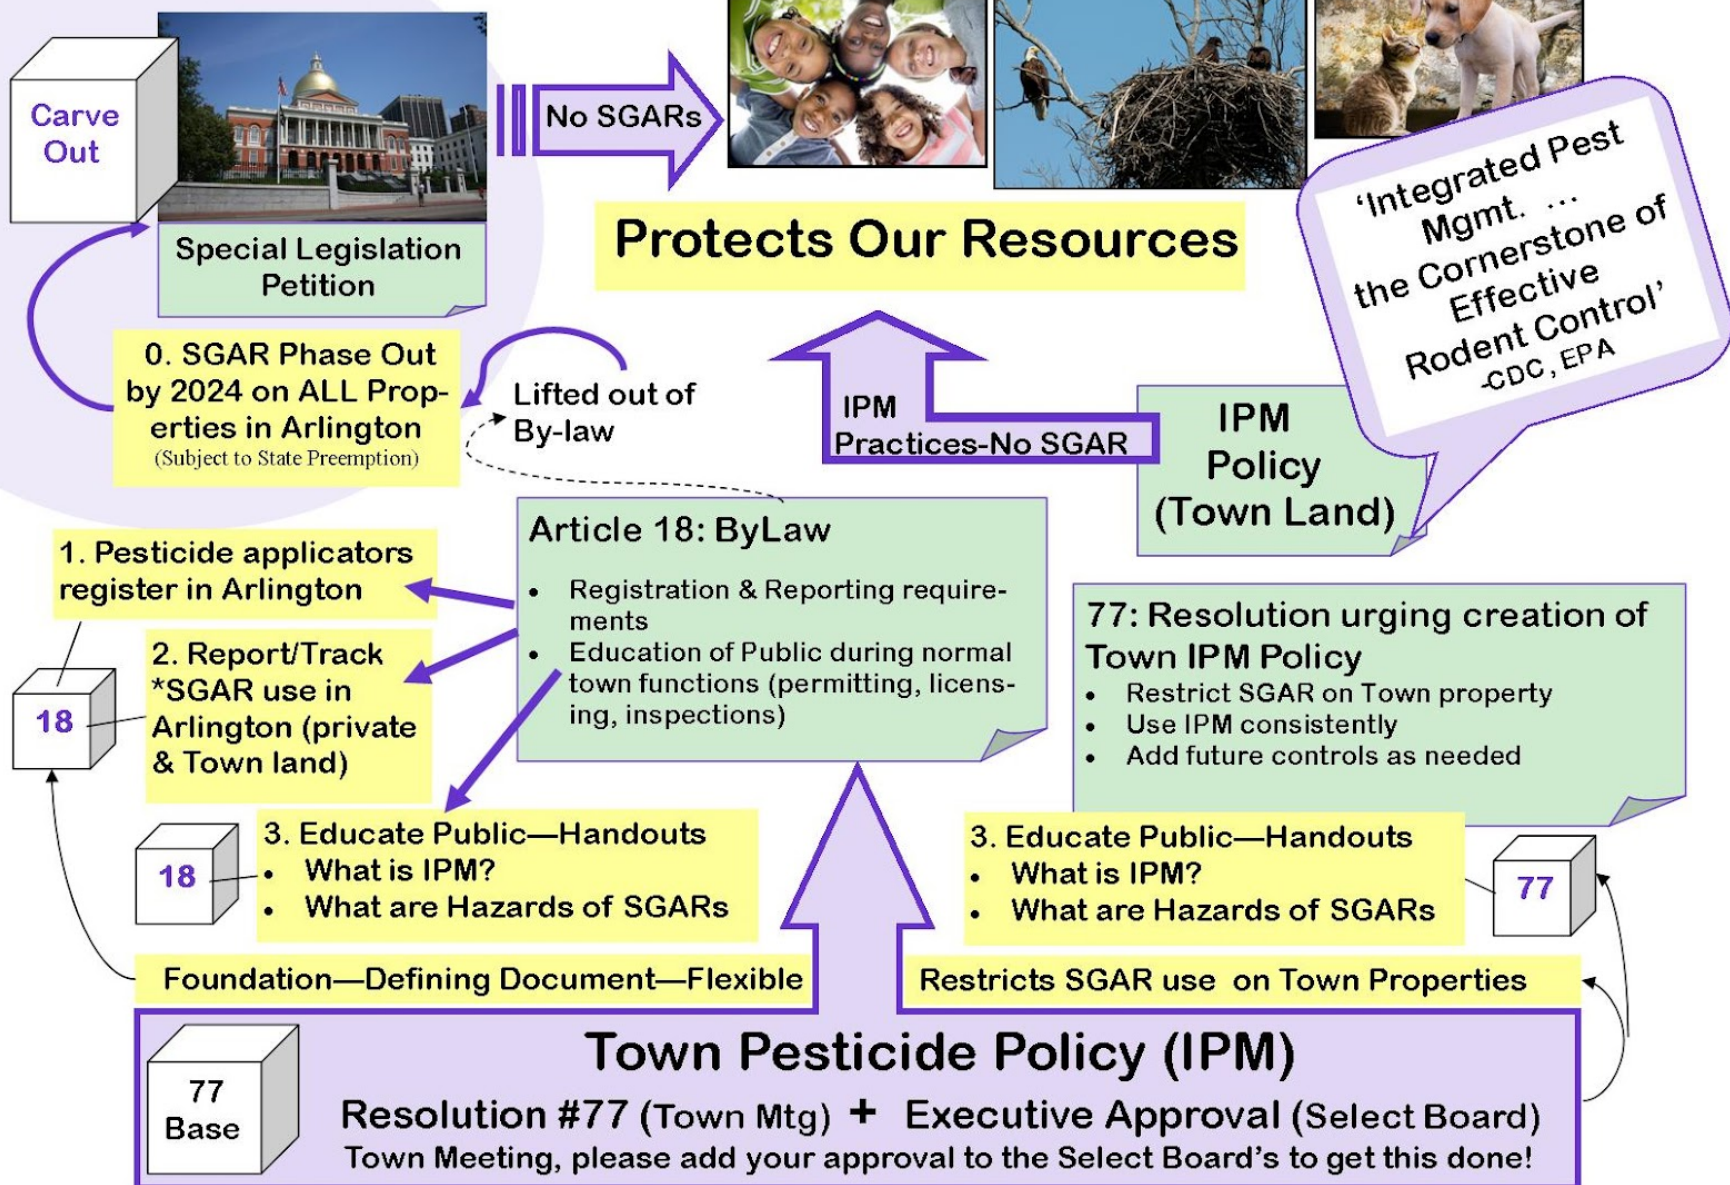 Carve
Out
No SGARs
Special Legislation
Petition
Protects Our Resources
'Integrated Pest
Mgmt. ...
the Cornerstone of
Effective
Rodent Control'
-CDC, EPA
0. SGAR Phase Out
by 2024 on ALL Prop-
erties in Arlington
(Subject to State Preemption)
Lifted out of
By-law
IPM
Practices-No SGAR
IPM
Policy
(Town Land)
1. Pesticide applicators
register in Arlington
2. Report/Track
*SGAR use in
Arlington (private
& Town land)
18
Article 18: ByLaw
• Registration & Reporting require-
ments
• Education of Public during normal
town functions (permitting, licens-
ing, inspections)
77: Resolution urging creation of
Town IPM Policy
• Restrict SGAR on Town property
• Use IPM consistently
• Add future controls as needed
18
3. Educate Public—Handouts
• What is IPM?
• What are Hazards of SGARs
3. Educate Public—Handouts
• What is IPM?
• What are Hazards of SGARs
77
Foundation—Defining Document—Flexible
Restricts SGAR use on Town Properties
77
Base
Town Pesticide Policy (IPM)
Resolution #77 (Town Mtg) + Executive Approval (Select Board)
Town Meeting, please add your approval to the Select Board's to get this done!